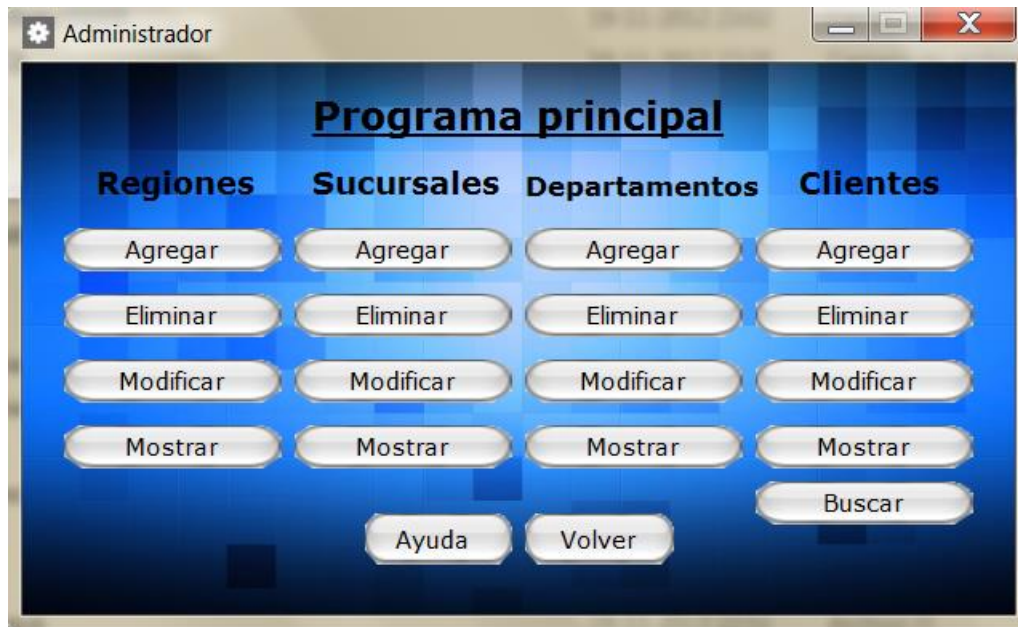 Administrador
Programa principal
Regiones Sucursales Departamentos Clientes
Agregar Agregar Agregar Agregar
Eliminar Eliminar Eliminar Eliminar
Modificar Modificar Modificar Modificar
Mostrar Mostrar Mostrar Mostrar
Buscar
Ayuda Volver